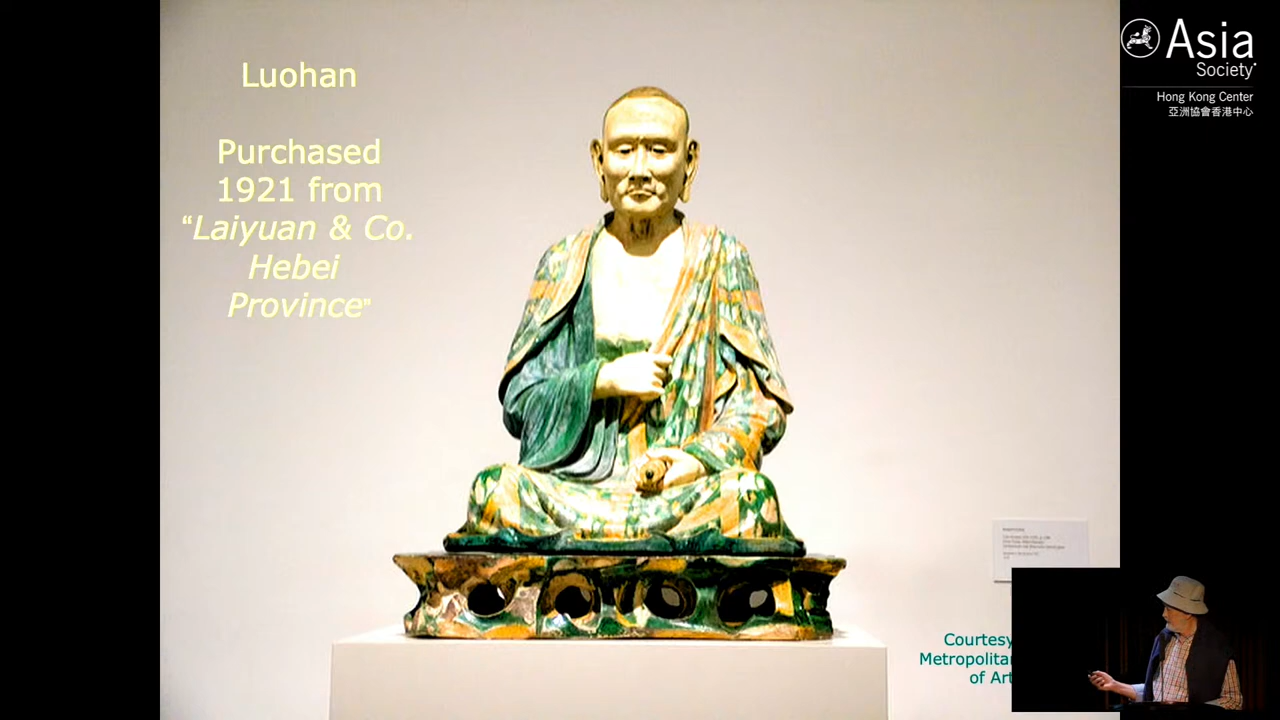 Luohan
Purchased
1921 from
“Laiyuan & Co.
Hebei
Province”
Asia
Society
Hong Kong Center
亞洲協會香港中心
Courtesy
of Art